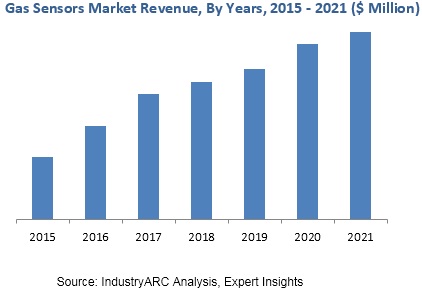 Gas Sensors Market Revenue, By Years, 2015 - 2021 ($ Million)
2015 2016 2017 2018 2019 2020 2021
Source: IndustryARC Analysis, Expert Insights